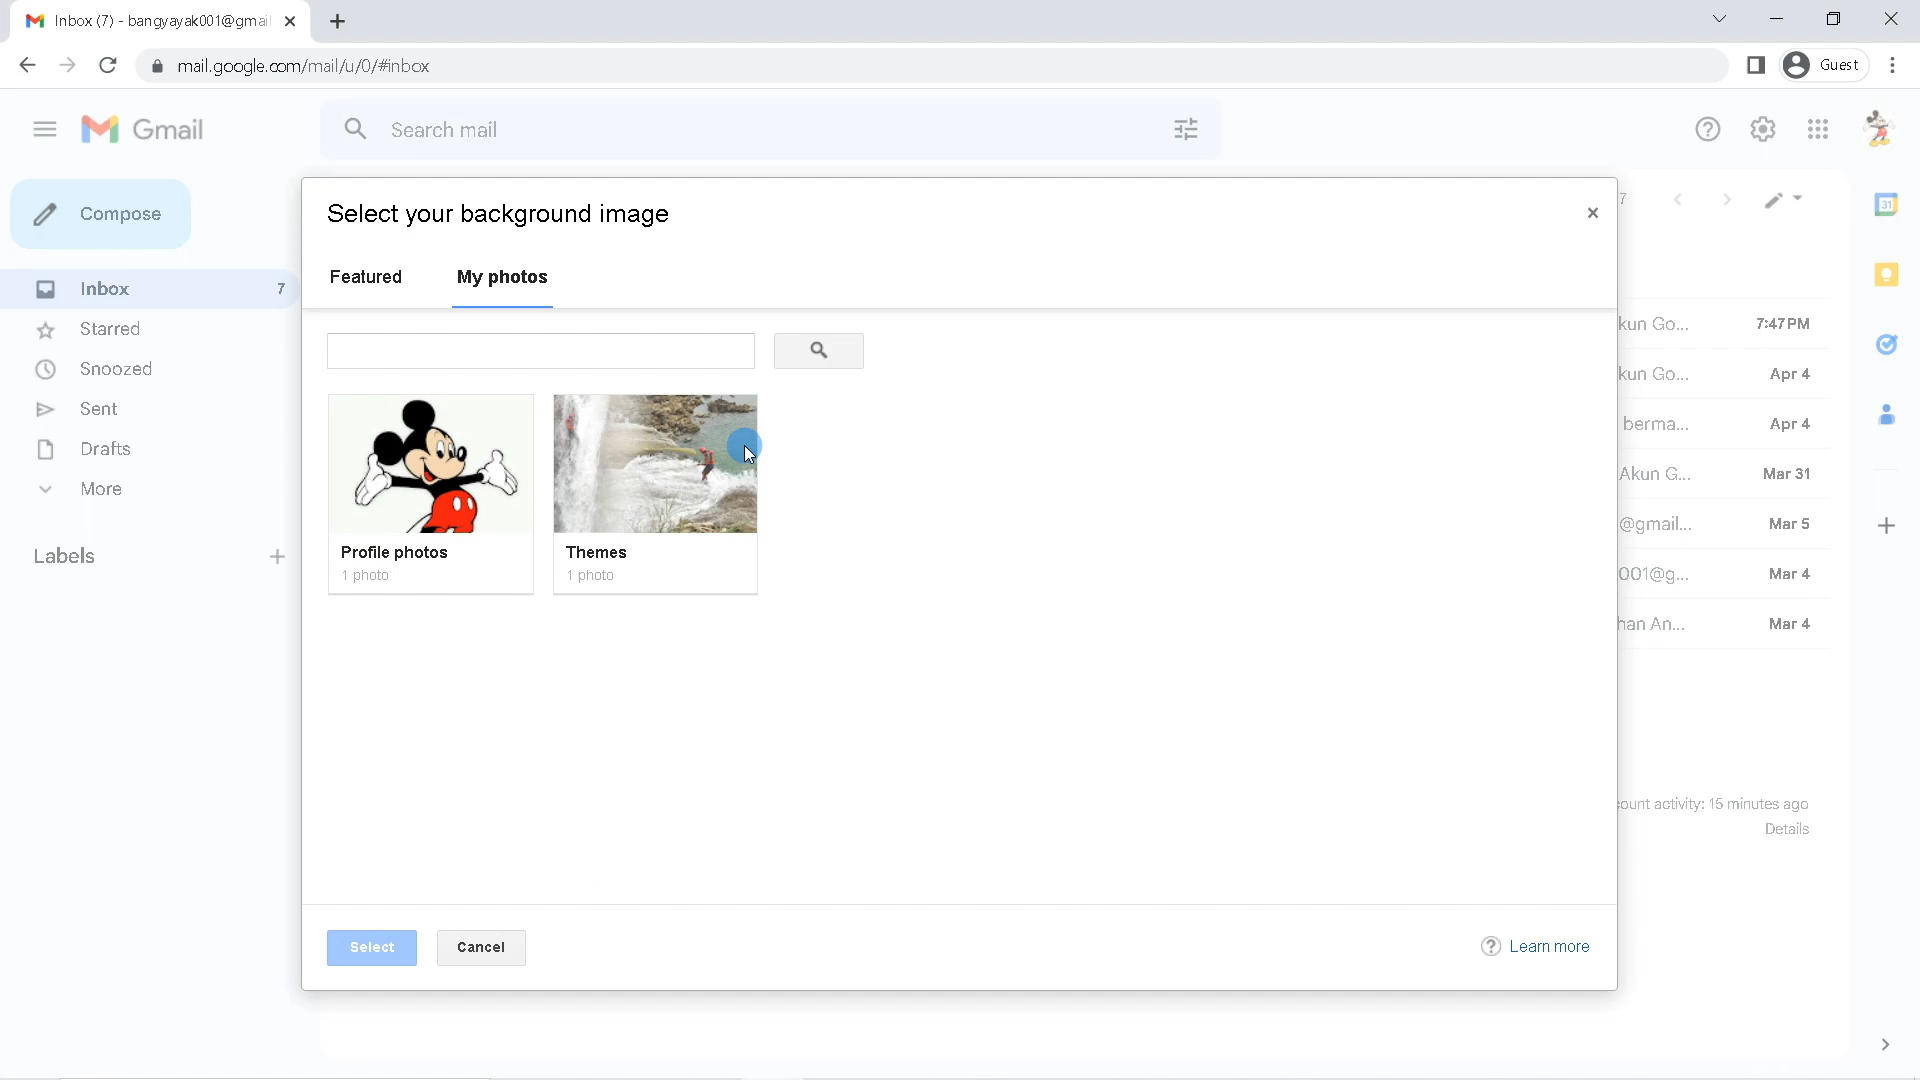 Inbox (7) - bangyayak001@gmai
mail.google.com/mail/u/0/#inbox
Guest
Gmail
Search mail
Compose
Inbox 7
Starred
Snoozed
Sent
Drafts
More
Labels
Select your background image
Featured
My photos
Profile photos
1 photo
Themes
1 photo
Select
Cancel
Learn more
7
kun Go... 7:47 PM
kun Go... Apr 4
berma... Apr 4
Akun G... Mar 31
@gmail... Mar 5
001@g... Mar 4
han An... Mar 4
ount activity: 15 minutes ago
Details
31